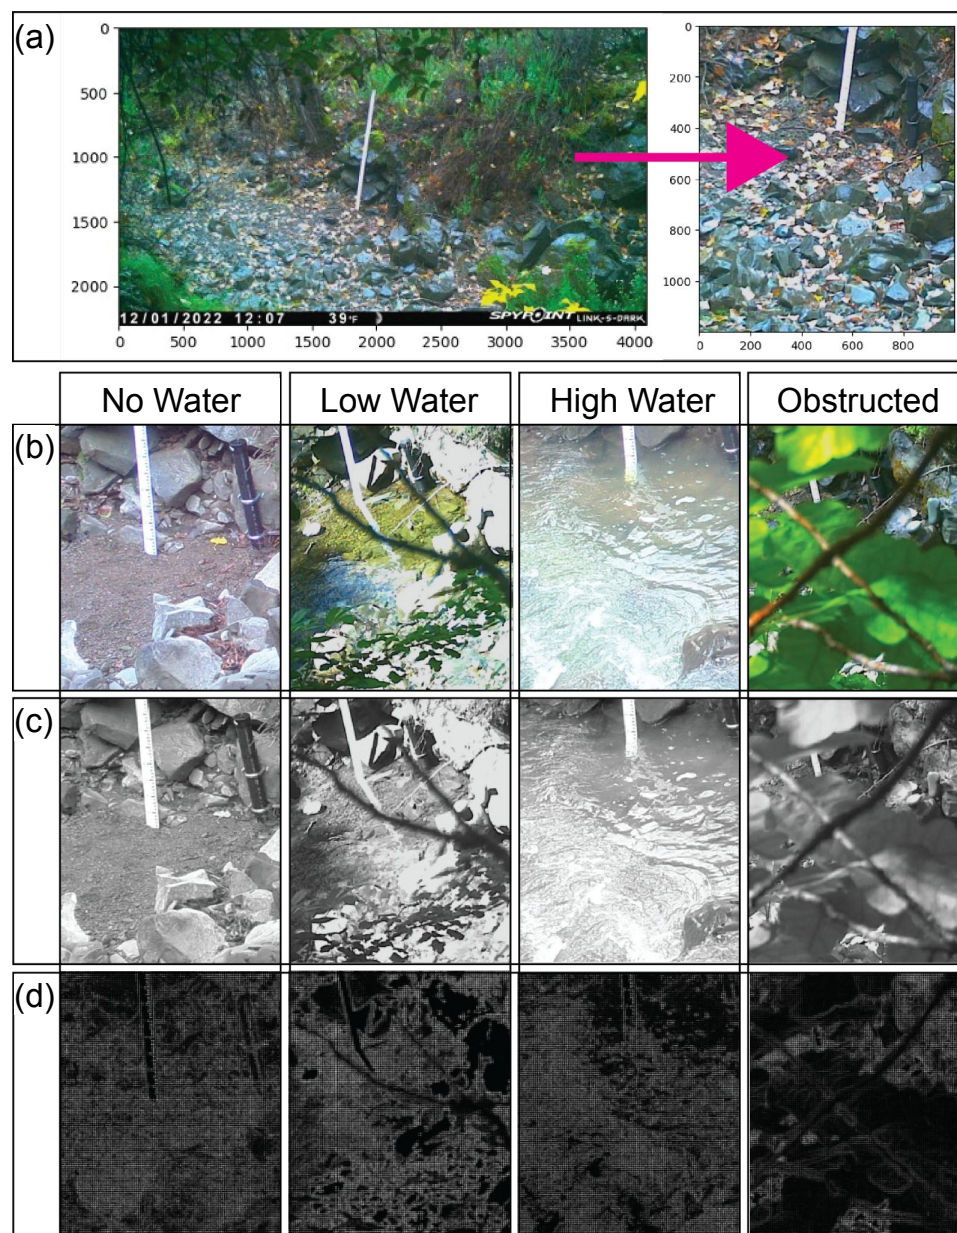 (a)
0
500
1000
1500
2000
12/01/2022 12:07 39°F SPYPOINT LINK-S-DARK
0 500 1000 1500 2000 2500 3000 3500 4000
0
200
400
600
800
1000
0 200 400 600 800
No Water Low Water High Water Obstructed
(b)
(c)
(d)